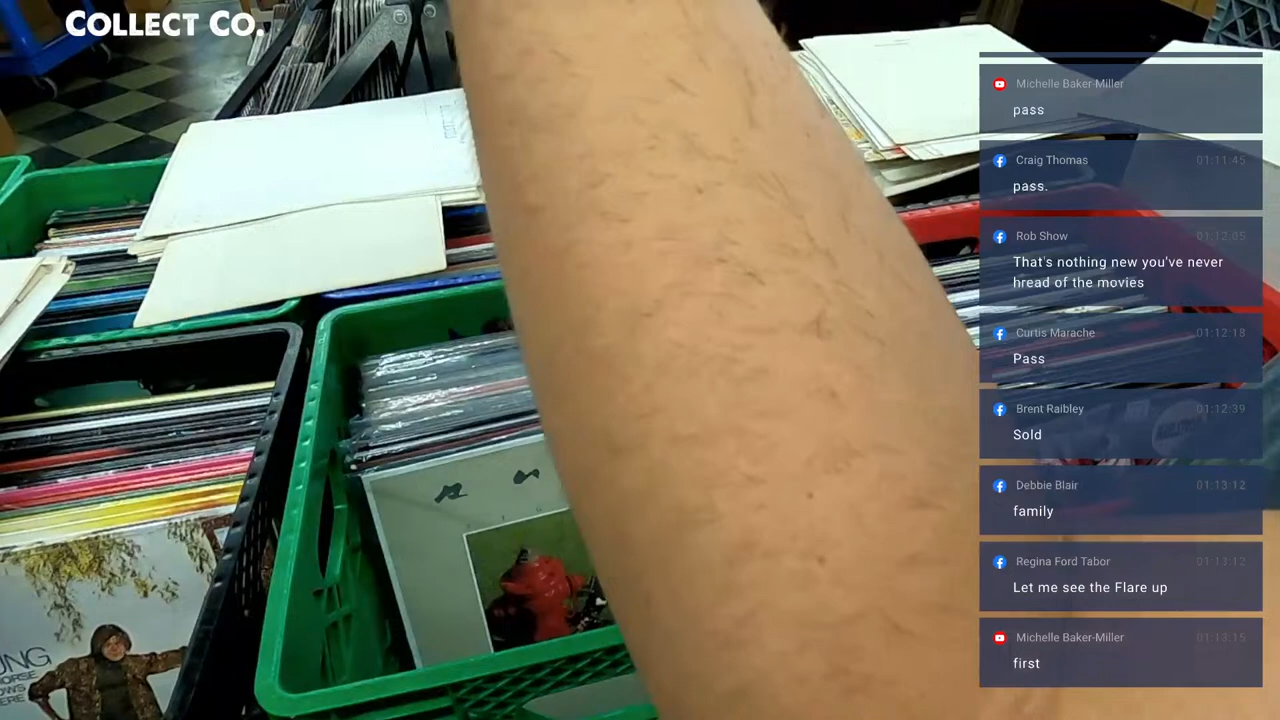 COLLECT CO.
Michelle Baker-Miller
pass
Craig Thomas 01:11:45
pass.
Rob Show 01:12:05
That's nothing new you've never
hread of the movies
Curtis Marache 01:12:18
Pass
Brent Raibley 01:12:39
Sold
Debbie Blair 01:13:12
family
Regina Ford Tabor 01:13:12
Let me see the Flare up
Michelle Baker-Miller 01:13:15
first